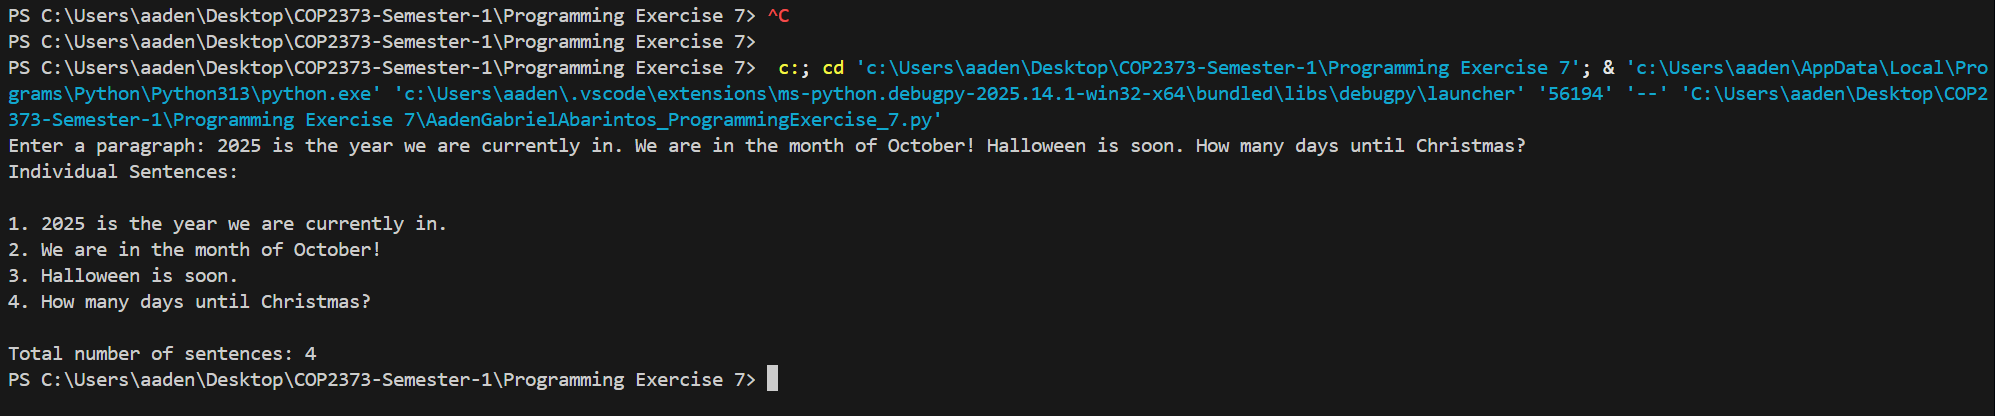 PS C:\Users\aaden\Desktop\COP2373-Semester-1\Programming Exercise 7> ^C
PS C:\Users\aaden\Desktop\COP2373-Semester-1\Programming Exercise 7>
PS C:\Users\aaden\Desktop\COP2373-Semester-1\Programming Exercise 7>  c:; cd 'c:\Users\aaden\Desktop\COP2373-Semester-1\Programming Exercise 7'; & 'c:\Users\aaden\AppData\Local\Pro
grams\Python\Python313\python.exe' 'c:\Users\aaden\.vscode\extensions\ms-python.debugpy-2025.14.1-win32-x64\bundled\libs\debugpy\launcher' '56194' '--' 'C:\Users\aaden\Desktop\COP2
373-Semester-1\Programming Exercise 7\AadenGabrielAbarintos_ProgrammingExercise_7.py'
Enter a paragraph: 2025 is the year we are currently in. We are in the month of October! Halloween is soon. How many days until Christmas?
Individual Sentences:

1. 2025 is the year we are currently in.
2. We are in the month of October!
3. Halloween is soon.
4. How many days until Christmas?

Total number of sentences: 4
PS C:\Users\aaden\Desktop\COP2373-Semester-1\Programming Exercise 7>